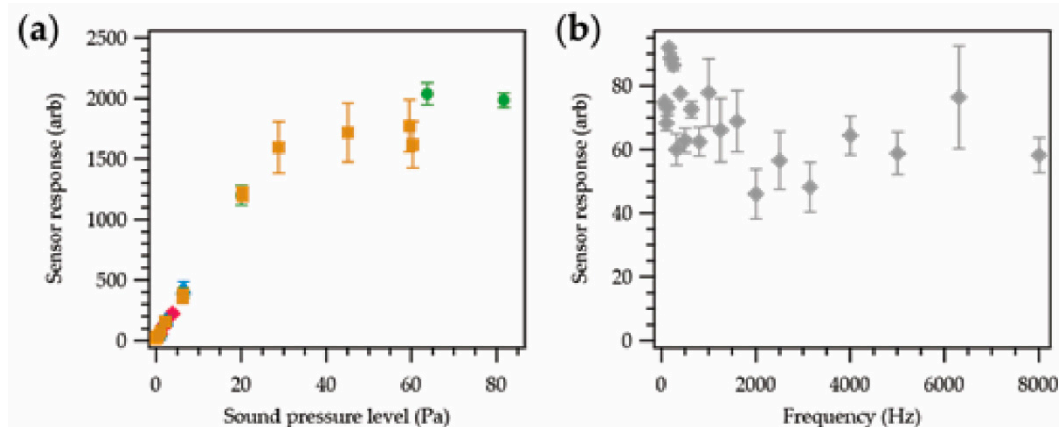 (a)
2500
2000
1500
1000
500
0
Sensor response (arb)
0 20 40 60 80
Sound pressure level (Pa)
(b)
80
60
40
20
0
Sensor response (arb)
0 2000 4000 6000 8000
Frequency (Hz)